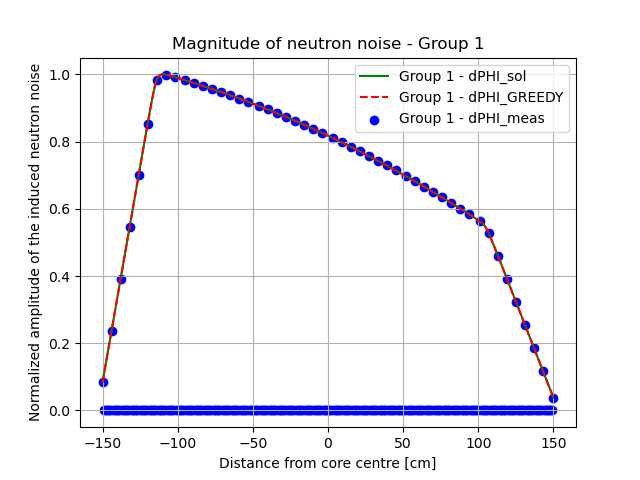 Magnitude of neutron noise - Group 1
Normalized amplitude of the induced neutron noise
1.0
0.8
0.6
0.4
0.2
0.0
Group 1 - dPHI_sol
Group 1 - dPHI_GREEDY
Group 1 - dPHI_meas
−150 −100 −50 0 50 100 150
Distance from core centre [cm]